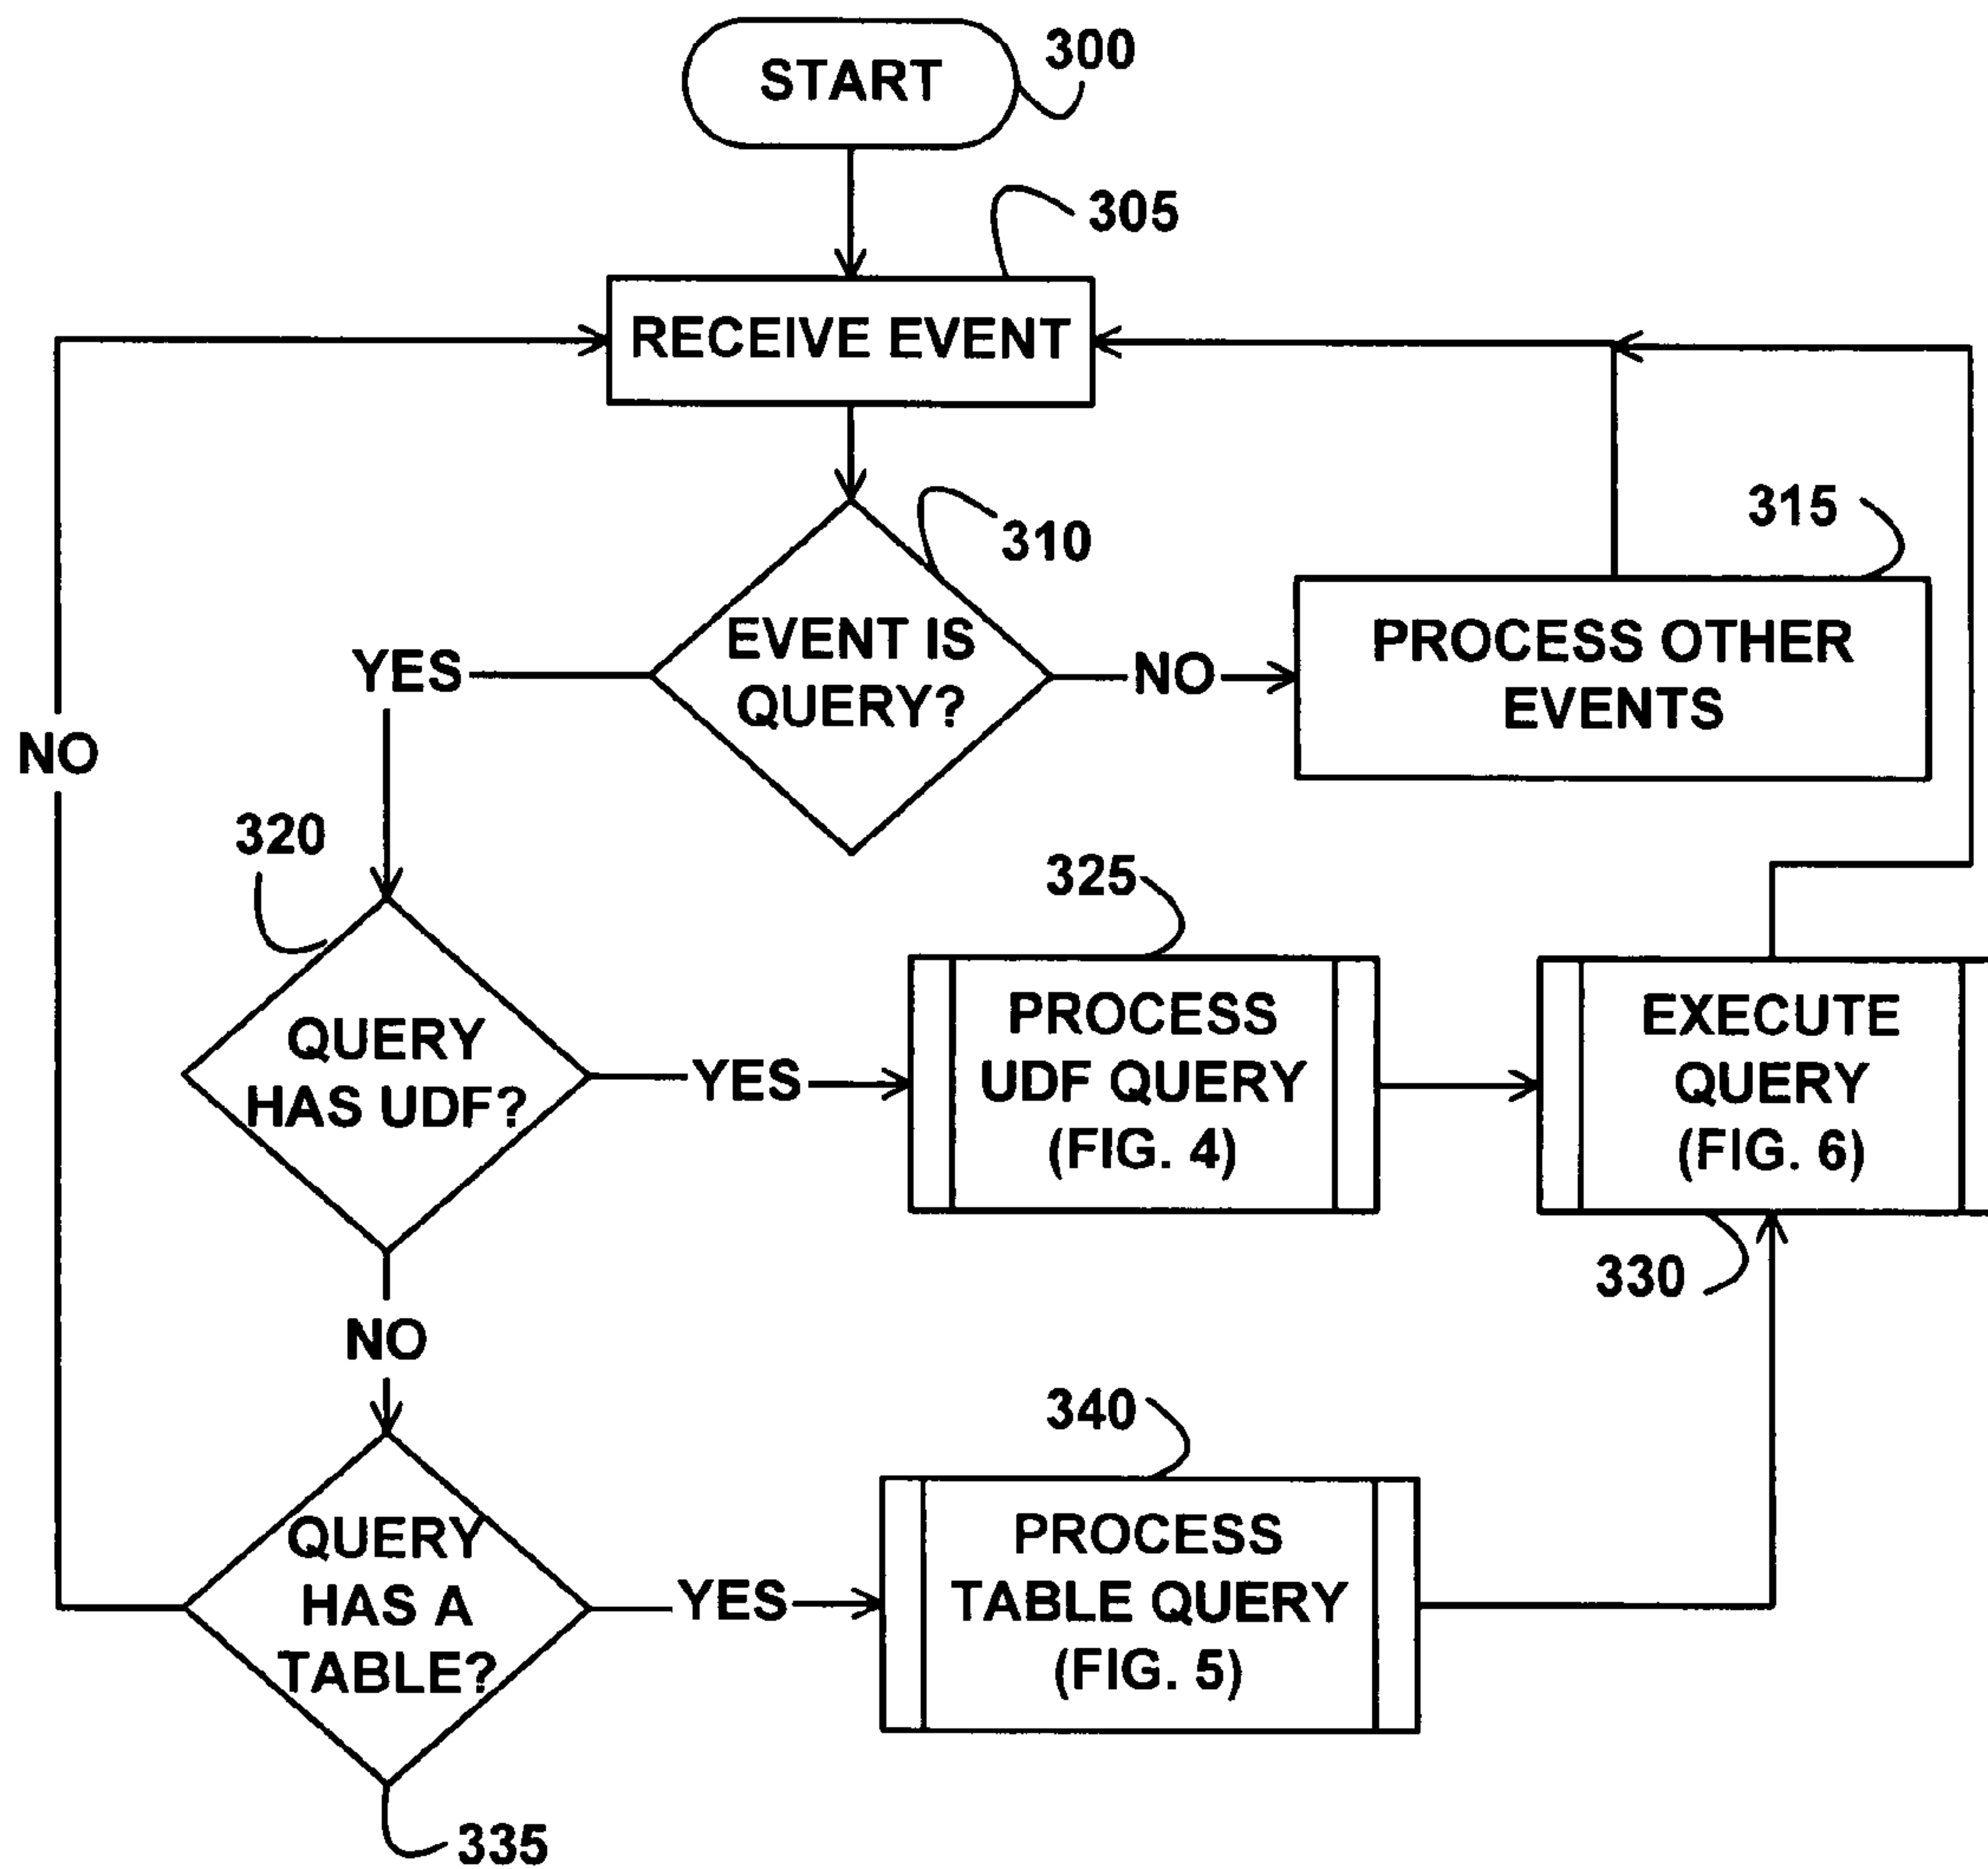 START
300
305
RECEIVE EVENT
310
315
EVENT IS
QUERY?
YES
NO
PROCESS OTHER
EVENTS
NO
320
325
QUERY
HAS UDF?
YES
PROCESS
UDF QUERY
(FIG. 4)
EXECUTE
QUERY
(FIG. 6)
330
NO
340
QUERY
HAS A
TABLE?
YES
PROCESS
TABLE QUERY
(FIG. 5)
335